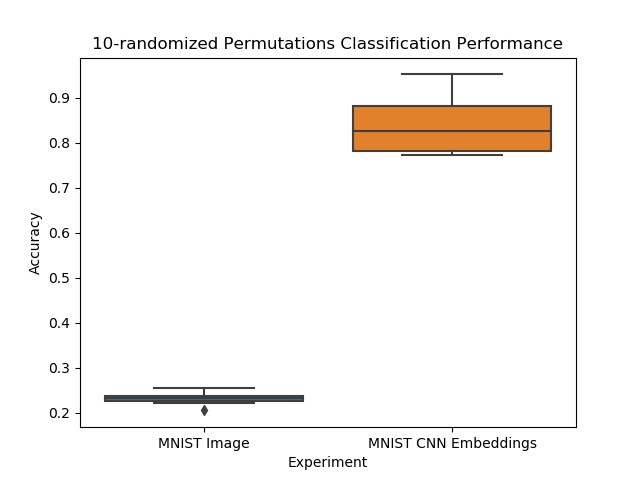 10-randomized Permutations Classification Performance
0.9
0.8
0.7
0.6
0.5
0.4
0.3
0.2
Accuracy
MNIST Image
MNIST CNN Embeddings
Experiment